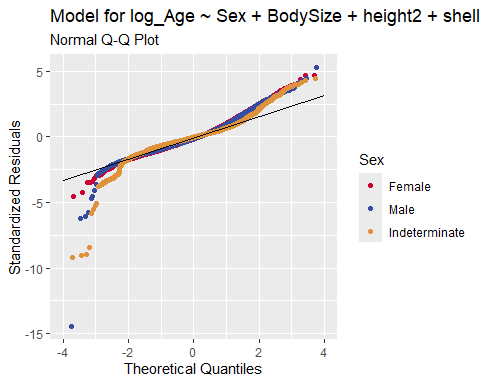 Model for log_Age ~ Sex + BodySize + height2 + shell
Normal Q-Q Plot
Standardized Residuals
5
0
-5
-10
-15
-4
-2
0
2
4
Theoretical Quantiles
Sex
Female
Male
Indeterminate